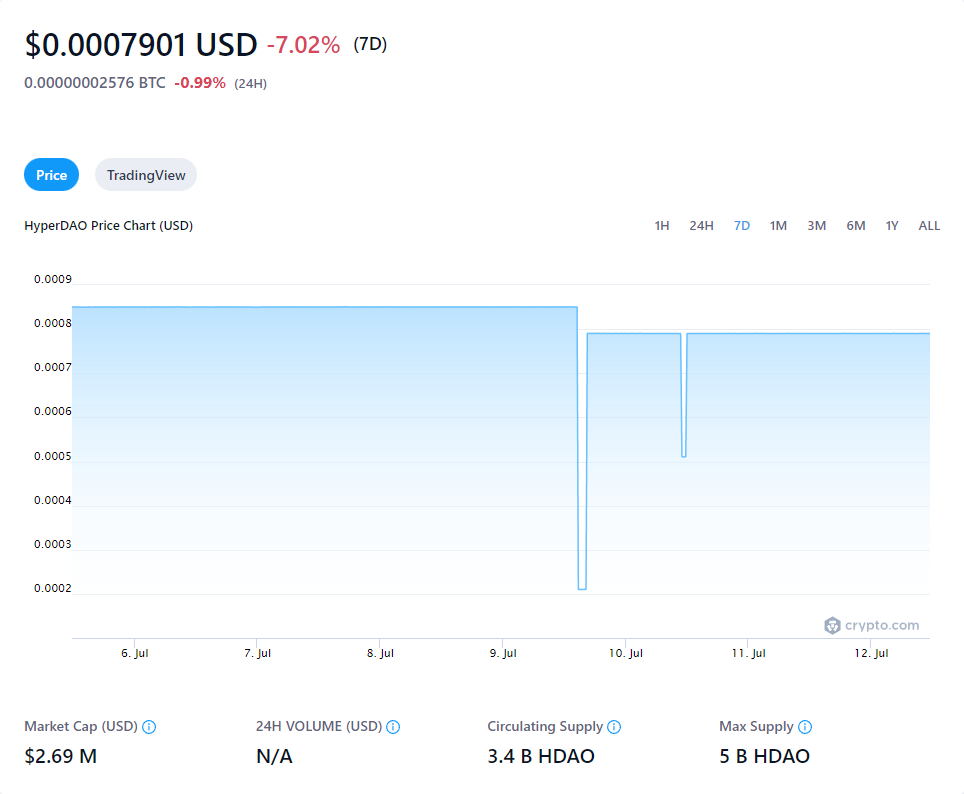 $0.0007901 USD -7.02% (7D)
0.00000002576 BTC -0.99% (24H)
Price TradingView
HyperDAO Price Chart (USD) 1H 24H 7D 1M 3M 6M 1Y ALL
0.0009
0.0008
0.0007
0.0006
0.0005
0.0004
0.0003
0.0002
crypto.com
6. Jul 7. Jul 8. Jul 9. Jul 10. Jul 11. Jul 12. Jul
Market Cap (USD) 24H VOLUME (USD) Circulating Supply Max Supply
$2.69 M N/A 3.4 B HDAO 5 B HDAO